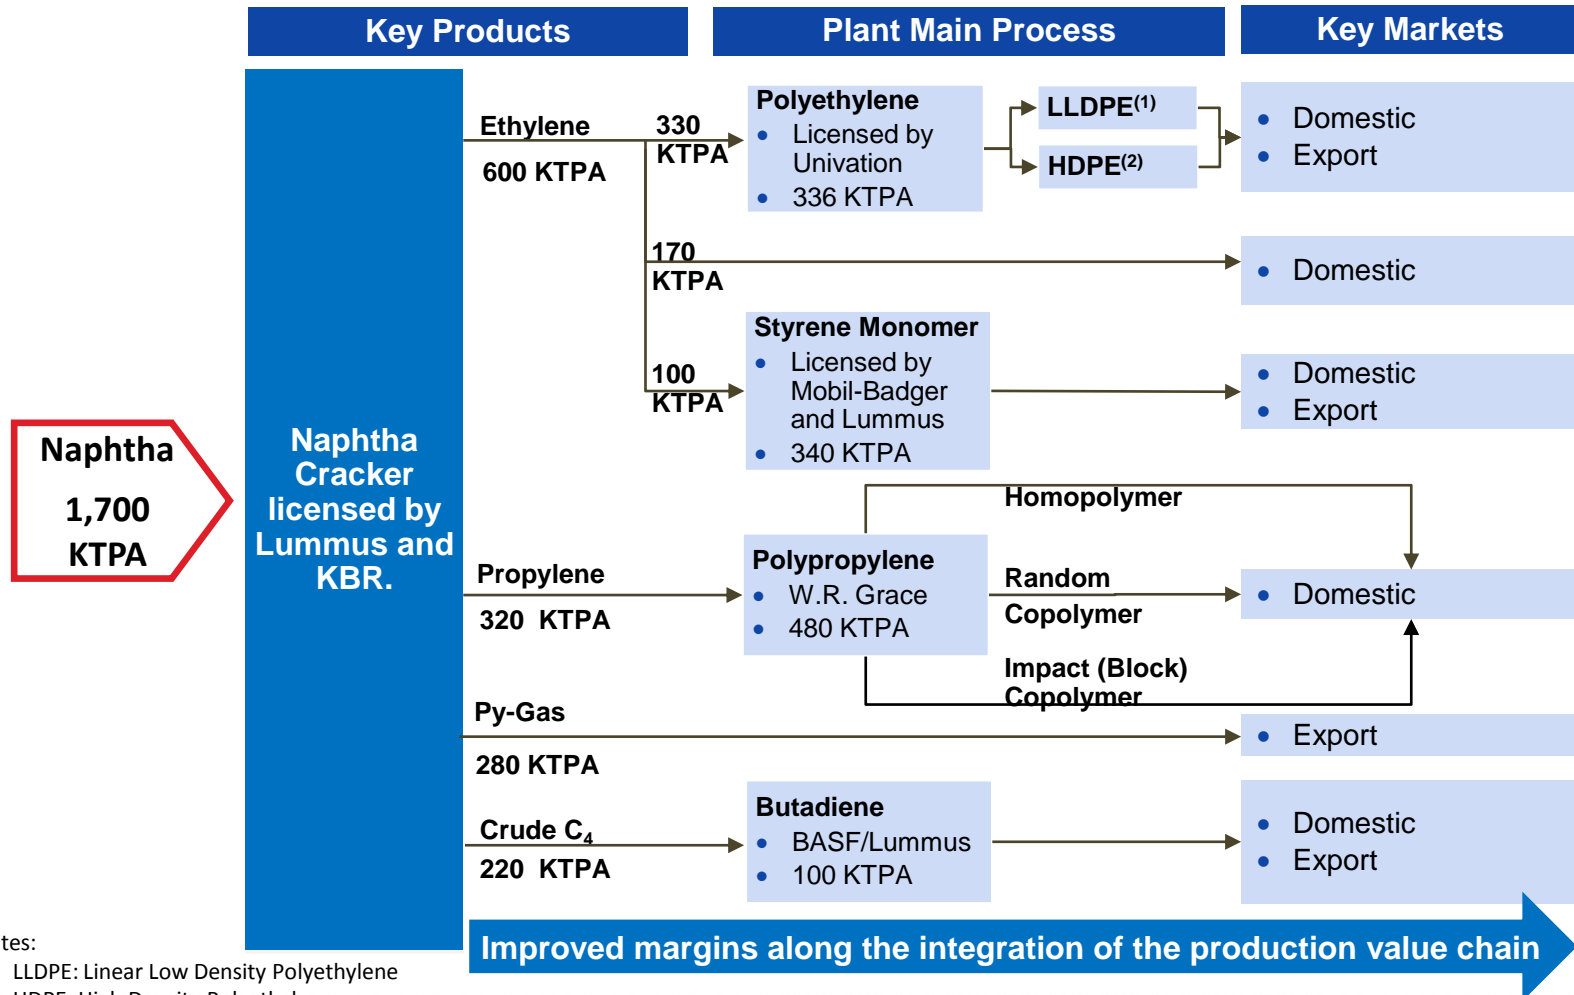 Key Products
Plant Main Process
Key Markets
Naphtha
1,700
KTPA
Naphtha
Cracker
licensed by
Lummus and
KBR.
Ethylene
600 KTPA
330
KTPA
Polyethylene
• Licensed by
Univation
• 336 KTPA
LLDPE(1)
HDPE(2)
• Domestic
• Export
170
KTPA
• Domestic
100
KTPA
Styrene Monomer
• Licensed by
Mobil-Badger
and Lummus
• 340 KTPA
• Domestic
• Export
Propylene
320 KTPA
Polypropylene
• W.R. Grace
• 480 KTPA
Homopolymer
Random
Copolymer
Impact (Block)
Copolymer
• Domestic
Py-Gas
280 KTPA
• Export
Crude C4
220 KTPA
Butadiene
• BASF/Lummus
• 100 KTPA
• Domestic
• Export
Improved margins along the integration of the production value chain
tes:
LLDPE: Linear Low Density Polyethylene